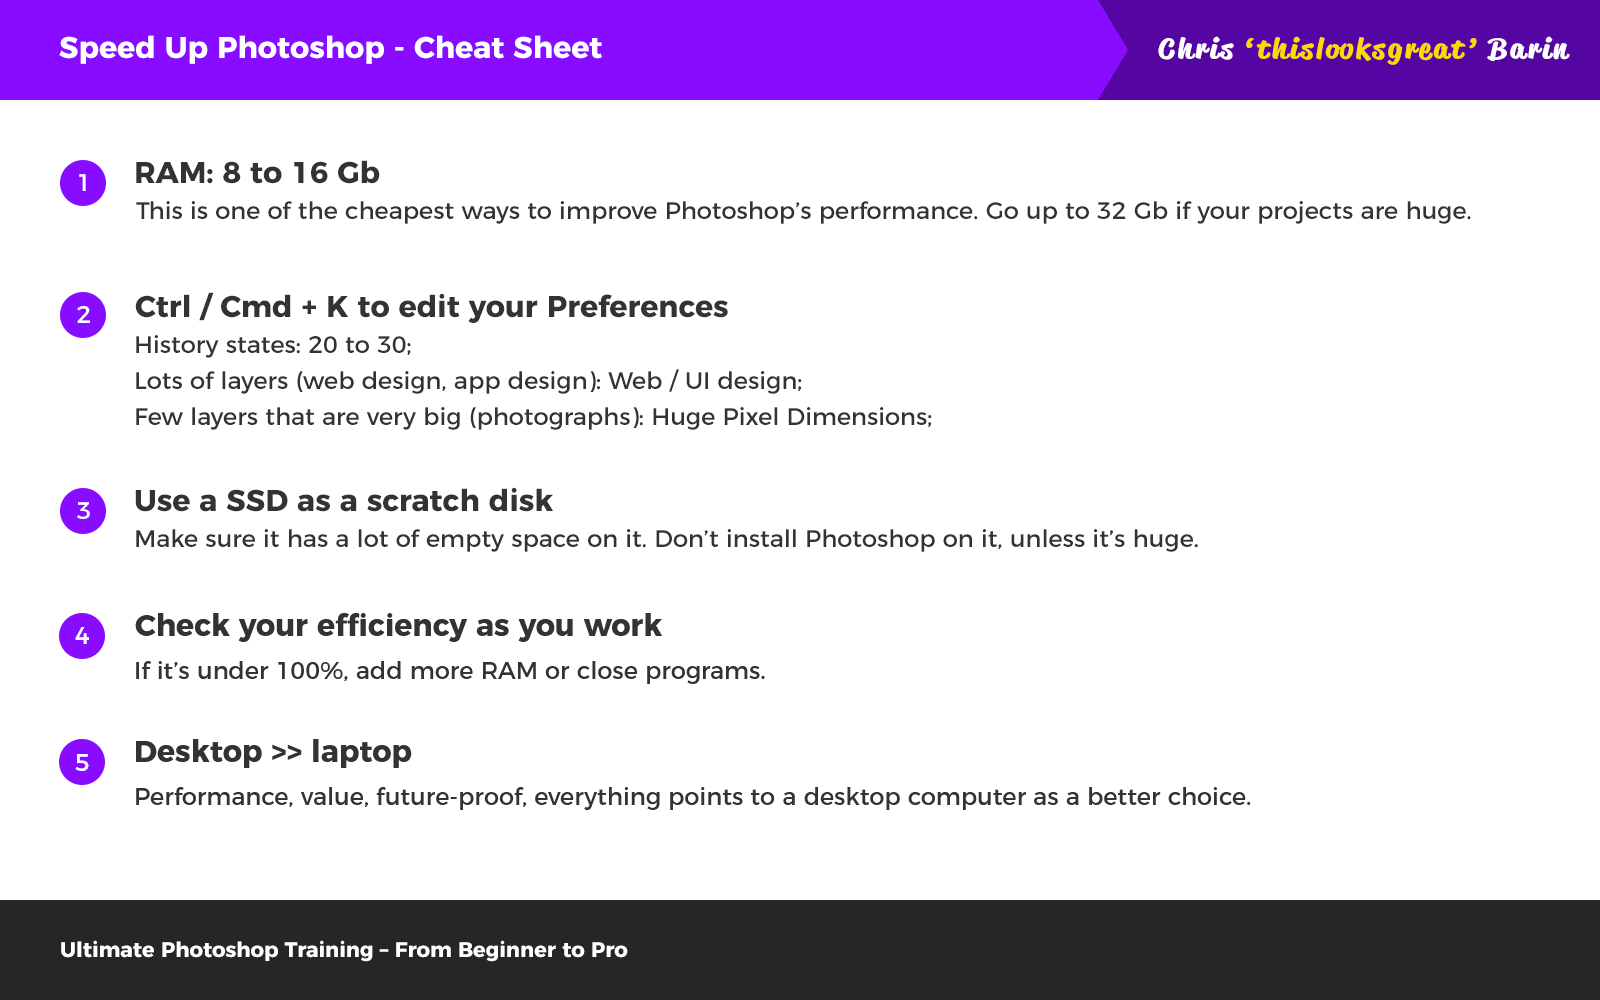 Speed Up Photoshop - Cheat Sheet
Chris ‘thislooksgreat’ Barin
1
RAM: 8 to 16 Gb
This is one of the cheapest ways to improve Photoshop’s performance. Go up to 32 Gb if your projects are huge.
2
Ctrl / Cmd + K to edit your Preferences
History states: 20 to 30;
Lots of layers (web design, app design): Web / UI design;
Few layers that are very big (photographs): Huge Pixel Dimensions;
3
Use a SSD as a scratch disk
Make sure it has a lot of empty space on it. Don’t install Photoshop on it, unless it’s huge.
4
Check your efficiency as you work
If it’s under 100%, add more RAM or close programs.
5
Desktop >> laptop
Performance, value, future-proof, everything points to a desktop computer as a better choice.
Ultimate Photoshop Training – From Beginner to Pro